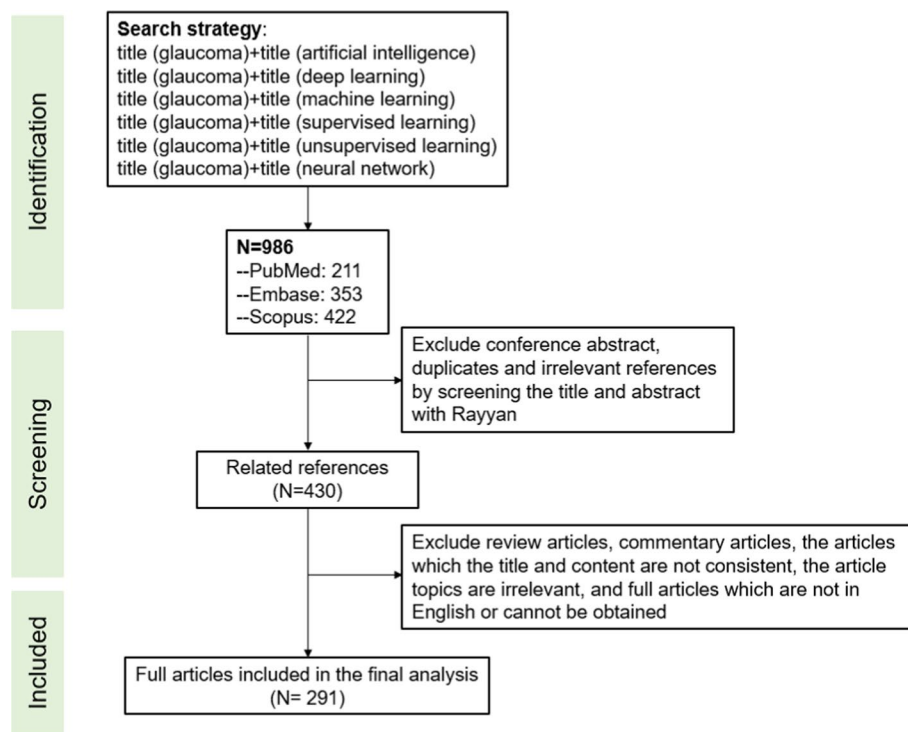 Identification
Search strategy:
title (glaucoma)+title (artificial intelligence)
title (glaucoma)+title (deep learning)
title (glaucoma)+title (machine learning)
title (glaucoma)+title (supervised learning)
title (glaucoma)+title (unsupervised learning)
title (glaucoma)+title (neural network)
N=986
--PubMed: 211
--Embase: 353
--Scopus: 422
Screening
Exclude conference abstract,
duplicates and irrelevant references
by screening the title and abstract
with Rayyan
Related references
(N=430)
Exclude review articles, commentary articles, the articles
which the title and content are not consistent, the article
topics are irrelevant, and full articles which are not in
English or cannot be obtained
Included
Full articles included in the final analysis
(N= 291)